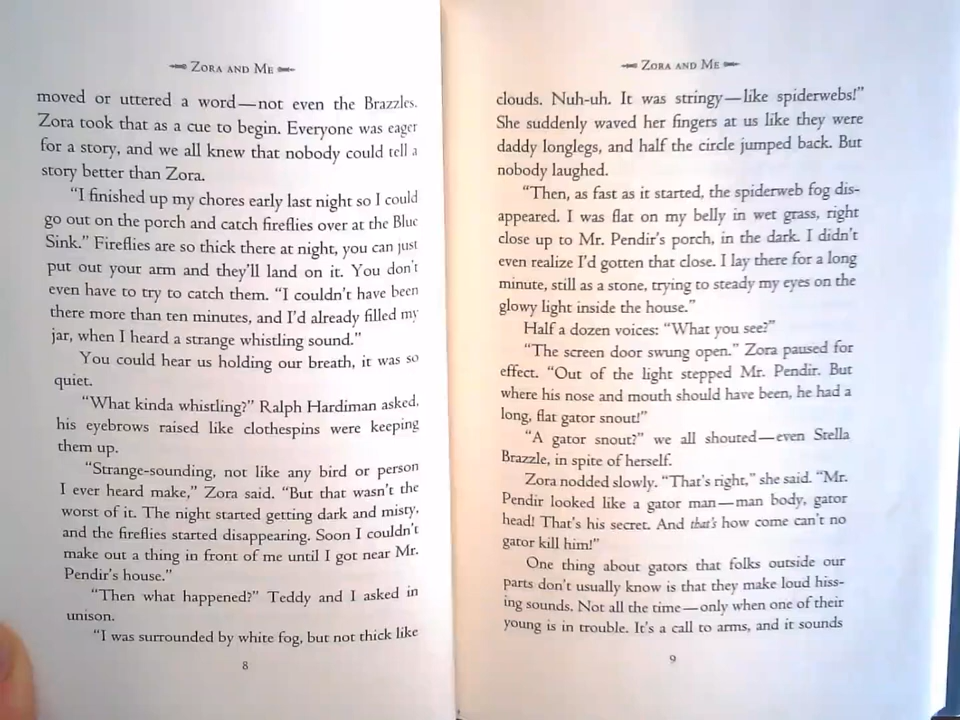 ZORA AND ME
moved or uttered a word—not even the Brazzles.
Zora took that as a cue to begin. Everyone was eager
for a story, and we all knew that nobody could tell a
story better than Zora.
“I finished up my chores early last night so I could
go out on the porch and catch fireflies over at the Blue
Sink.” Fireflies are so thick there at night, you can just
put out your arm and they’ll land on it. You don’t
even have to try to catch them. “I couldn’t have been
there more than ten minutes, and I’d already filled my
jar, when I heard a strange whistling sound.”
You could hear us holding our breath, it was so
quiet.
“What kinda whistling?” Ralph Hardiman asked,
his eyebrows raised like clothespins were keeping
them up.
“Strange-sounding, not like any bird or person
I ever heard make,” Zora said. “But that wasn’t the
worst of it. The night started getting dark and misty,
and the fireflies started disappearing. Soon I couldn’t
make out a thing in front of me until I got near Mr.
Pendir’s house.”
“Then what happened?” Teddy and I asked in
unison.
“I was surrounded by white fog, but not thick like
8
ZORA AND ME
clouds. Nuh-uh. It was stringy—like spiderwebs!”
She suddenly waved her fingers at us like they were
daddy longlegs, and half the circle jumped back. But
nobody laughed.
“Then, as fast as it started, the spiderweb fog dis-
appeared. I was flat on my belly in wet grass, right
close up to Mr. Pendir’s porch, in the dark. I didn’t
even realize I’d gotten that close. I lay there for a long
minute, still as a stone, trying to steady my eyes on the
glowy light inside the house.”
Half a dozen voices: “What you see?”
“The screen door swung open.” Zora paused for
effect. “Out of the light stepped Mr. Pendir. But
where his nose and mouth should have been, he had a
long, flat gator snout!”
“A gator snout?” we all shouted—even Stella
Brazzle, in spite of herself.
Zora nodded slowly. “That’s right,” she said. “Mr.
Pendir looked like a gator man—man body, gator
head! That’s his secret. And that’s how come can’t no
gator kill him!”
One thing about gators that folks outside our
parts don’t usually know is that they make loud hiss-
ing sounds. Not all the time—only when one of their
young is in trouble. It’s a call to arms, and it sounds
9